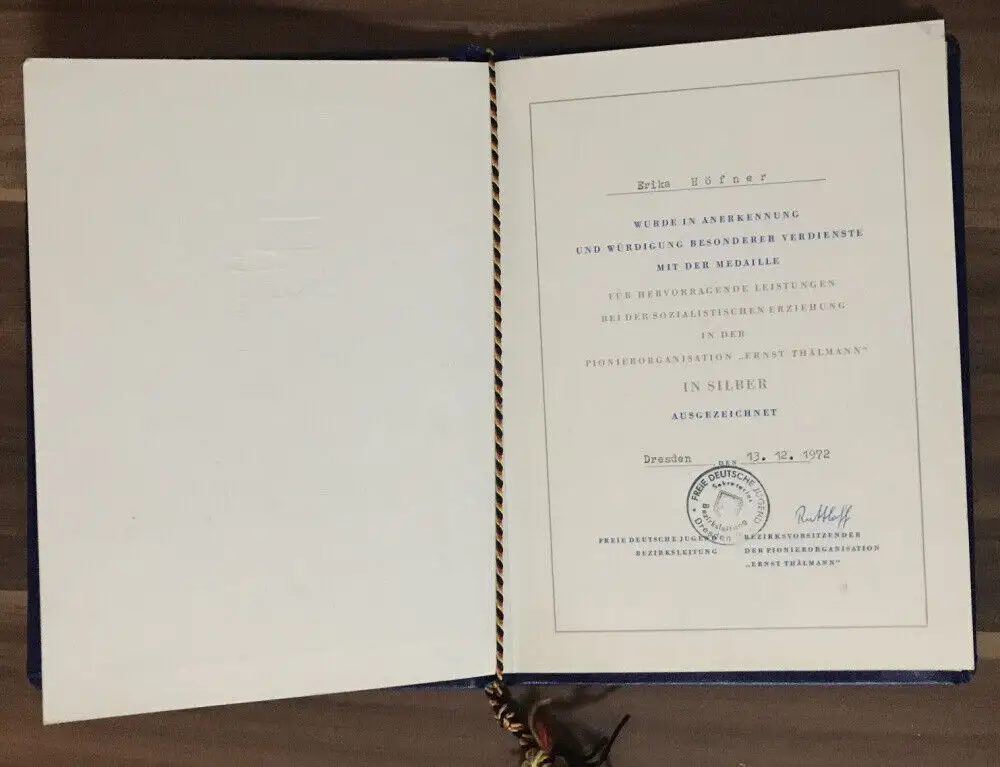 Erika Höfner
WURDE IN ANERKENNUNG
UND WÜRDIGUNG BESONDERER VERDIENSTE
MIT DER MEDAILLE
FÜR HERVORRAGENDE LEISTUNGEN
BEI DER SOZIALISTISCHEN ERZIEHUNG
IN DER
PIONIERORGANISATION „ERNST THÄLMANN“
IN SILBER
AUSGEZEICHNET
Dresden DEN 13. 12. 1972
FREIE DEUTSCHE JUGEND
Sekretariat
Bezirksleitung
Dresden
FREIE DEUTSCHE JUGEND
BEZIRKSLEITUNG
BEZIRKSVORSITZENDER
DER PIONIERORGANISATION
„ERNST THÄLMANN“